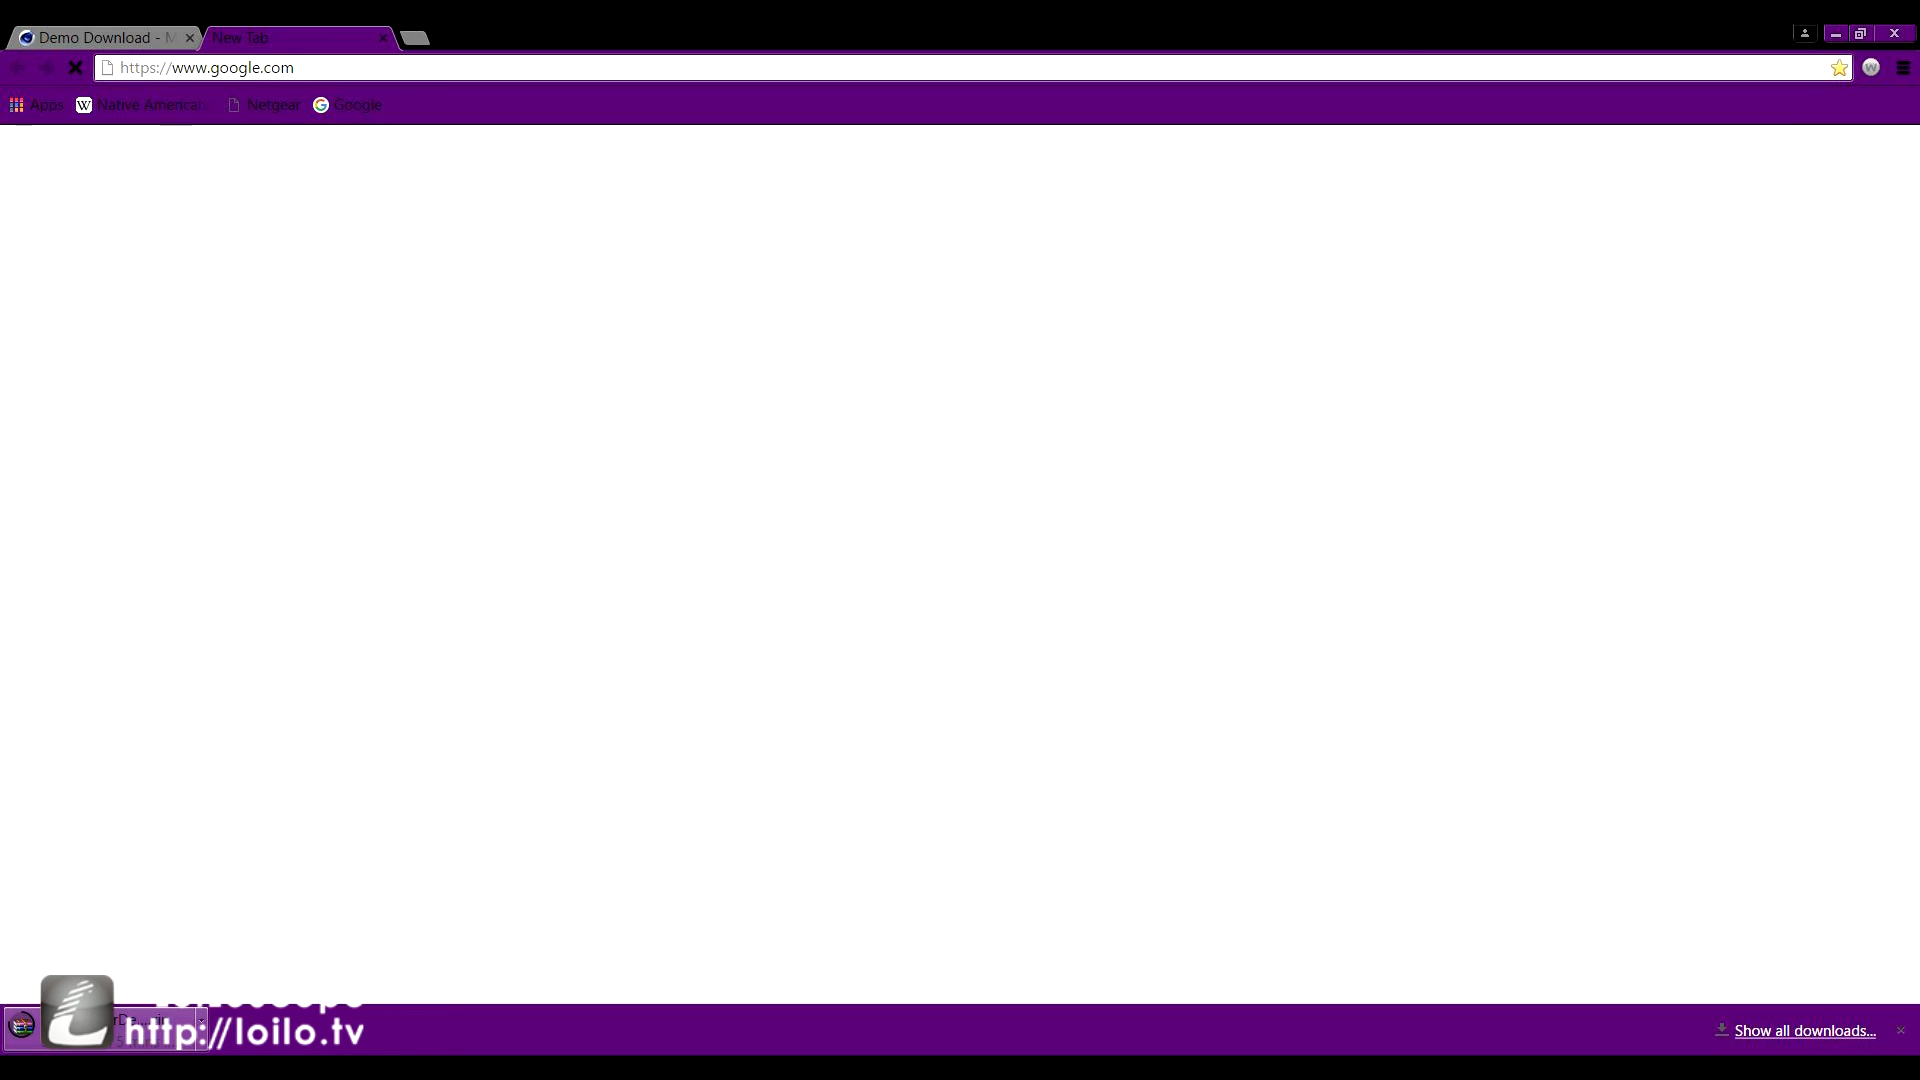 Demo Download - M
New Tab
https://www.google.com
Apps
W Native American
Netgear
G Google
http://loilo.tv
Show all downloads...